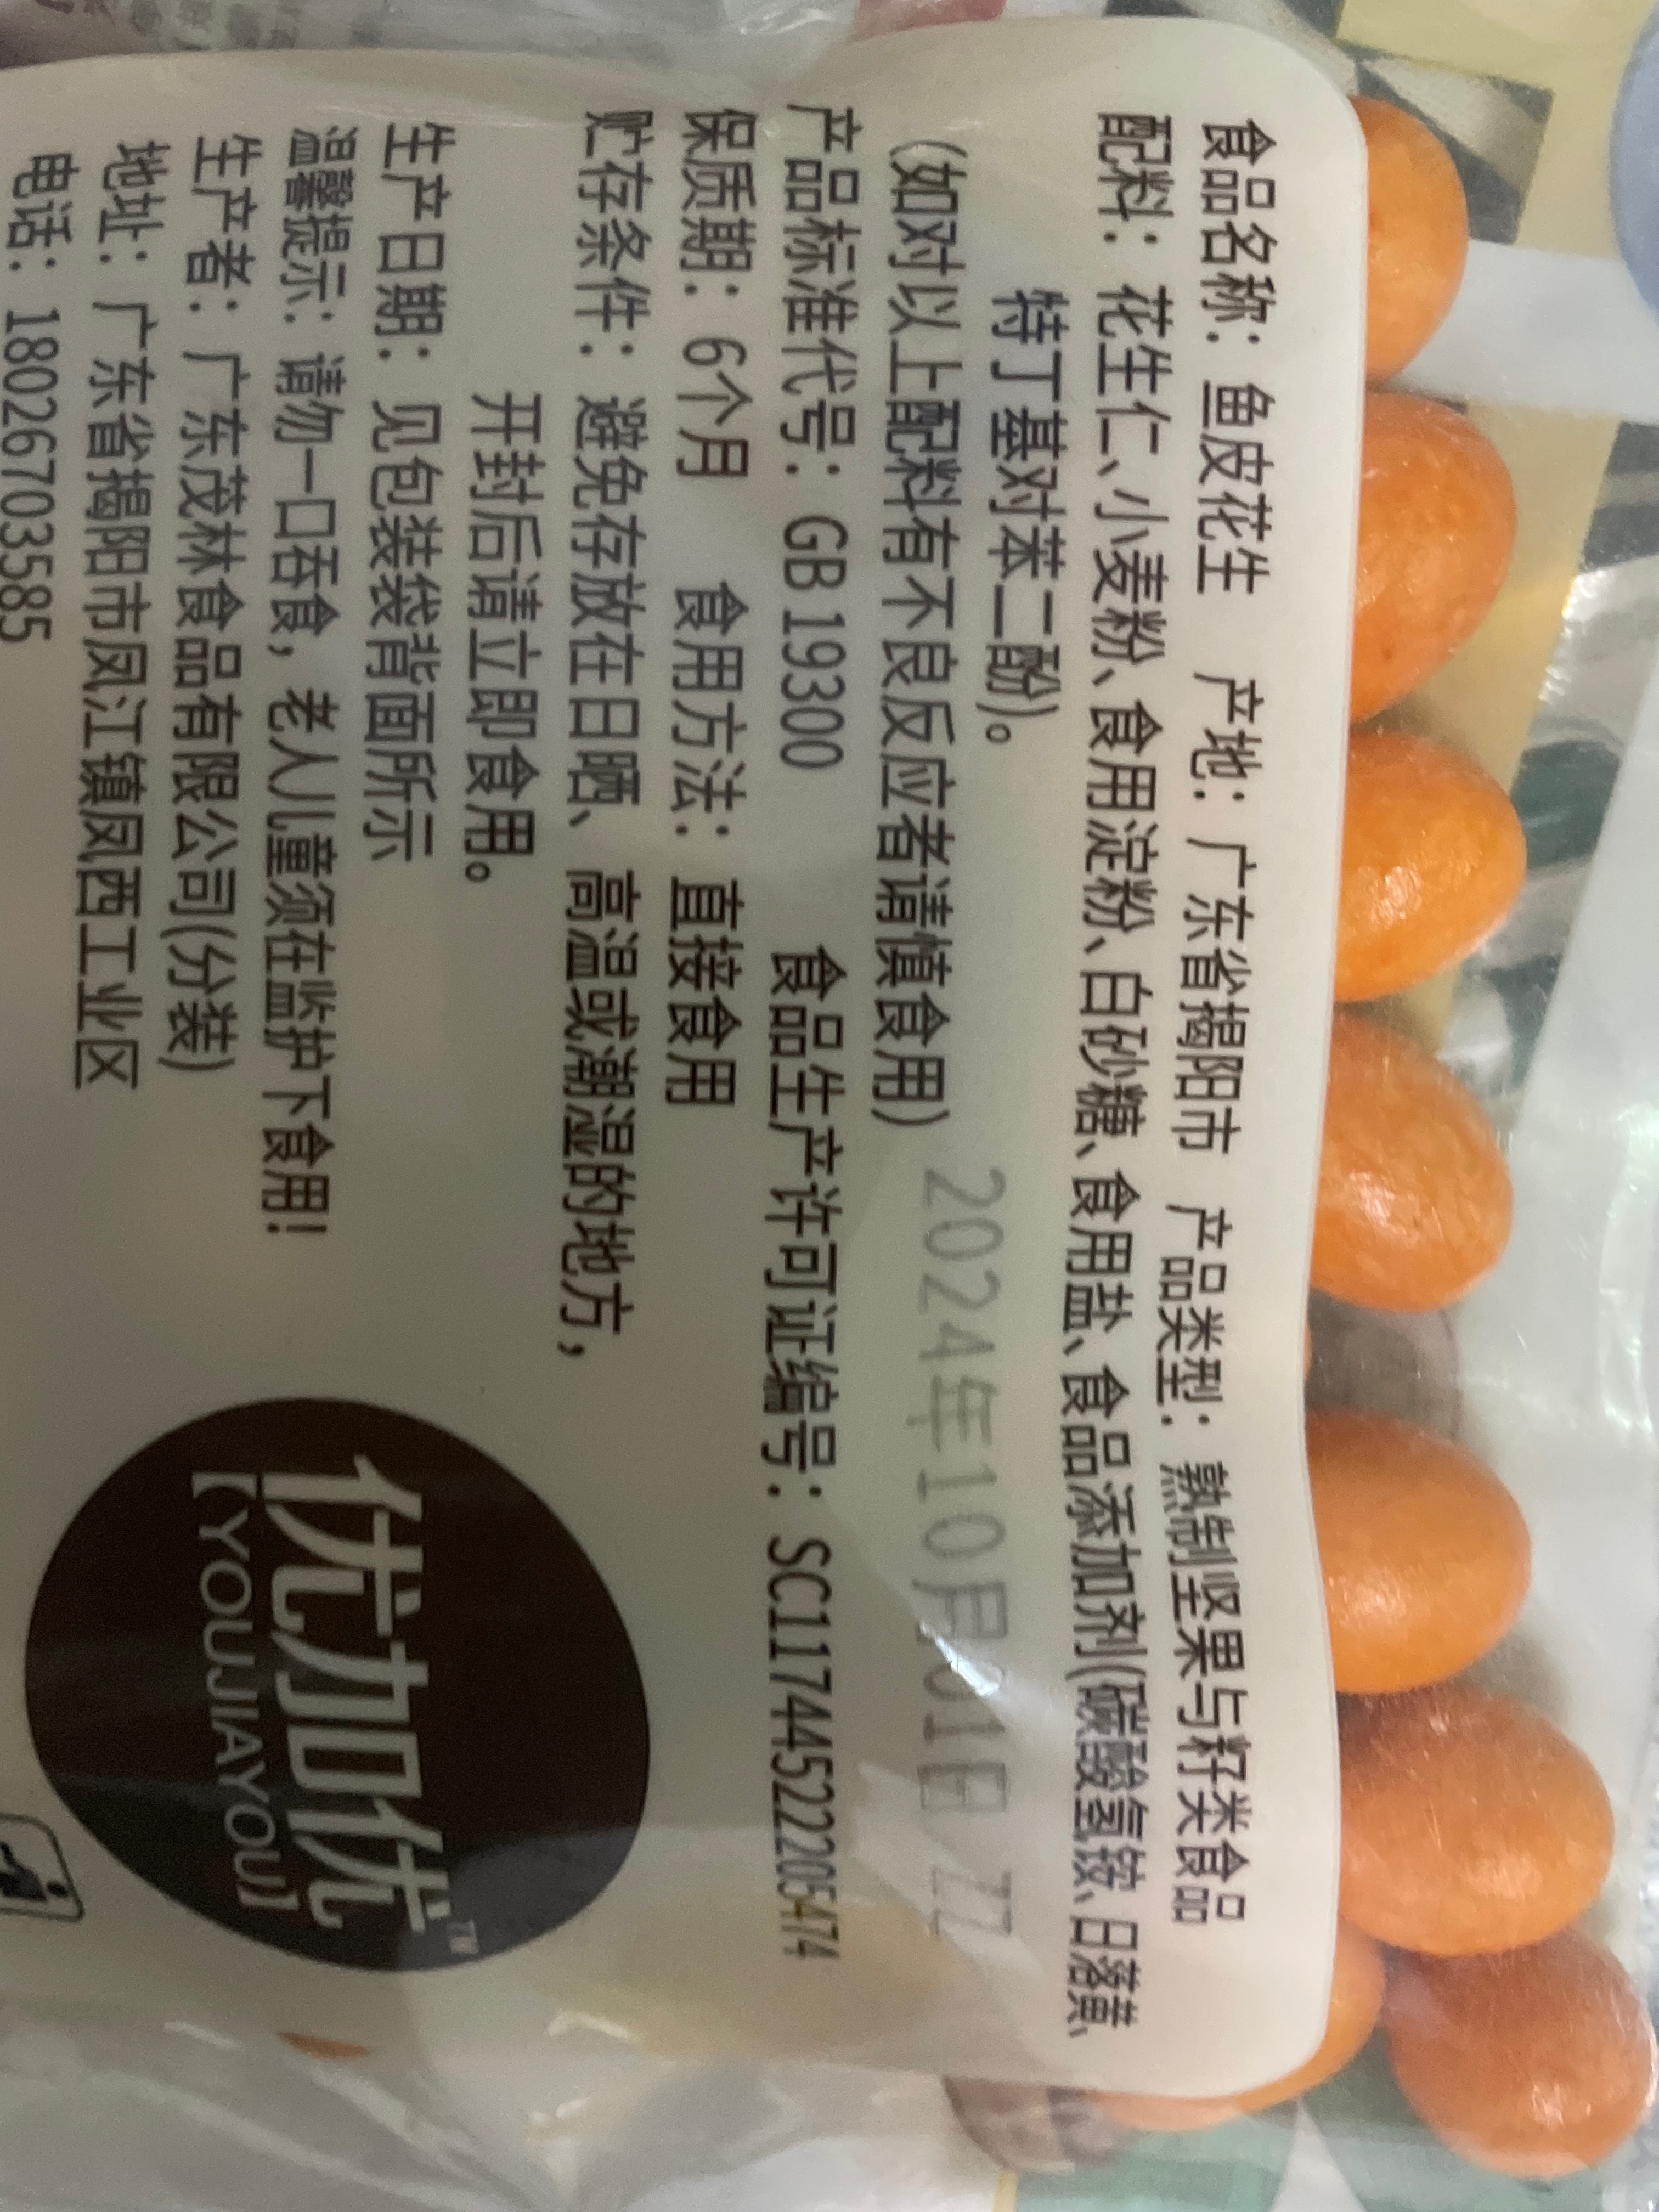 食品名称：鱼皮花生 产地：广东省揭阳市 产品类型：熟制坚果与籽类食品
配料：花生仁、小麦粉、食用淀粉、白砂糖、食用盐、食品添加剂(碳酸氢铵、日落黄、
特丁基对苯二酚)。
(如对以上配料有不良反应者请慎食用)
2024年10月01日 ZZ
产品标准代号：GB 19300 食品生产许可证编号：SC11744522205474
保质期：6个月 食用方法：直接食用
贮存条件：避免存放在日晒、高温或潮湿的地方，
开封后请立即食用。
生产日期：见包装袋背面所示
温馨提示：请勿一口吞食，老人儿童须在监护下食用！
生产者：广东茂林食品有限公司(分装)
地址：广东省揭阳市凤江镇凤西工业区
电话：18026703585
优加优™
[YOUJIAYOU]